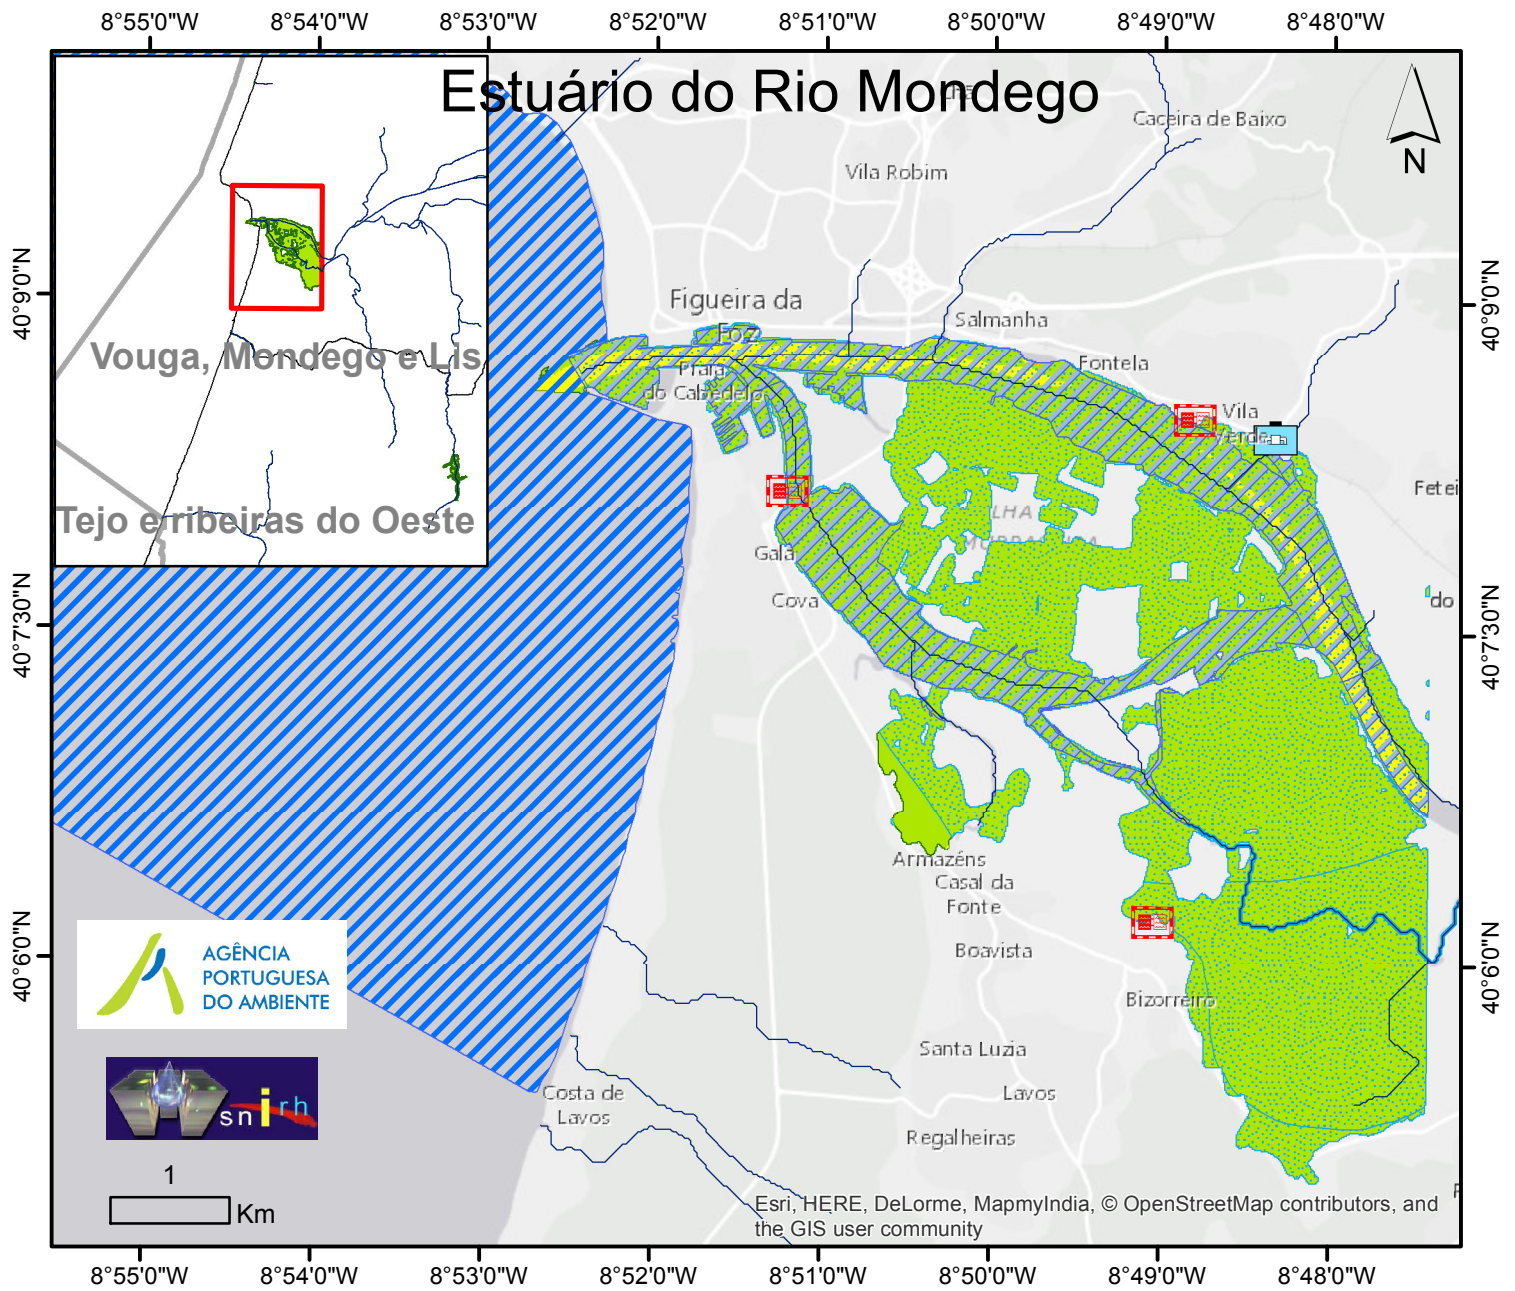 8°55'0"W
8°54'0"W
8°53'0"W
8°52'0"W
8°51'0"W
8°50'0"W
8°49'0"W
8°48'0"W
Estuário do Rio Mondego
N
Caceira de Baixo
Vila Robim
40°9'0"N
40°9'0"N
Figueira da
Foz
Salmanha
Vouga, Mondego e Lis
Fontela
Praia
do Cabedelo
Vila
Verde
Fetei
Tejo e ribeiras do Oeste
LHA
Gala
Cova
do
40°7'30"N
40°7'30"N
Armazéns
Casal da
Fonte
Boavista
40°6'0"N
40°6'0"N
AGÊNCIA
PORTUGUESA
DO AMBIENTE
Bizorreiro
Santa Luzia
Costa de
Lavos
Lavos
snirh
Regalheiras
1
Km
Esri, HERE, DeLorme, MapmyIndia, © OpenStreetMap contributors, and
the GIS user community
8°55'0"W
8°54'0"W
8°53'0"W
8°52'0"W
8°51'0"W
8°50'0"W
8°49'0"W
8°48'0"W